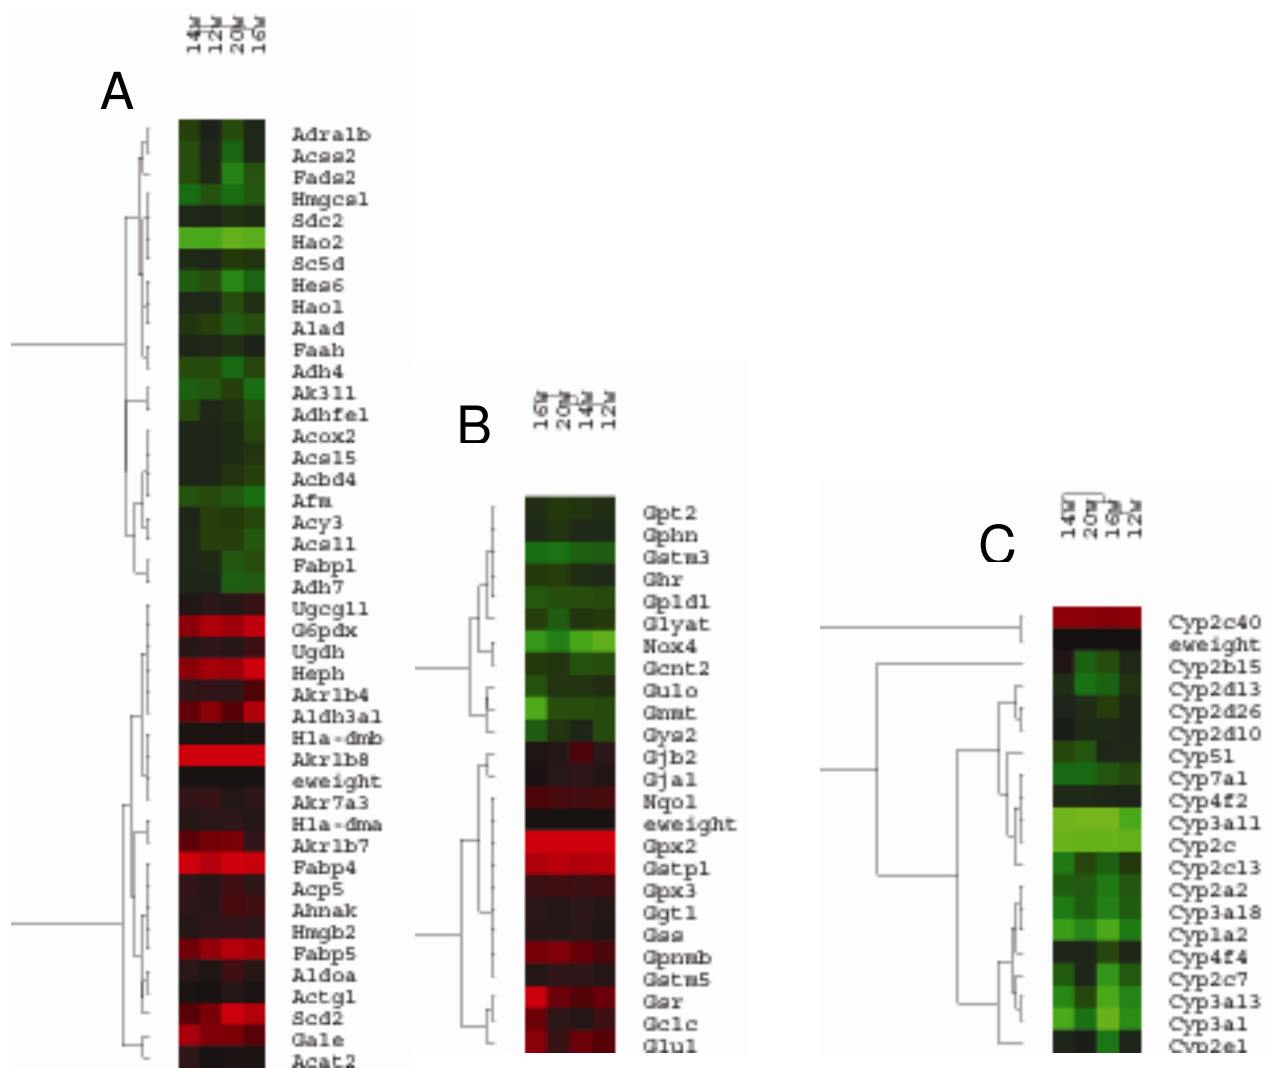 14W 12W 20W 16W
A
Adra1b
Acss2
Fads2
Hmgcs1
Sdc2
Hao2
Sc5d
Hes6
Hao1
Alad
Faah
Adh4
Ak3l1
Adhfe1
Acox2
Acsl5
Acbd4
Afm
Acy3
Acsl1
Fabp1
Adh7
Ugcgl1
G6pdx
Ugdh
Heph
Akr1b4
Aldh3a1
Hla-dmb
Akr1b8
eweight
Akr7a3
Hla-dma
Akr1b7
Fabp4
Acp5
Ahnak
Hmgb2
Fabp5
Aldoa
Actg1
Scd2
Gale
Acat2
16W 20W 14W 12W
B
Gpt2
Gphn
Gstm3
Ghr
Gpld1
Glyat
Nox4
Gcnt2
Gulo
Gnmt
Gys2
Gjb2
Gja1
Nqo1
eweight
Gpx2
Gstp1
Gpx3
Ggt1
Gss
Gpnmb
Gstm5
Gsr
Gclc
Glul
14W 20W 16W 12W
C
Cyp2c40
eweight
Cyp2b15
Cyp2d13
Cyp2d26
Cyp2d10
Cyp51
Cyp7a1
Cyp4f2
Cyp3a11
Cyp2c
Cyp2c13
Cyp2a2
Cyp3a18
Cyp1a2
Cyp4f4
Cyp2c7
Cyp3a13
Cyp3a1
Cyp2e1